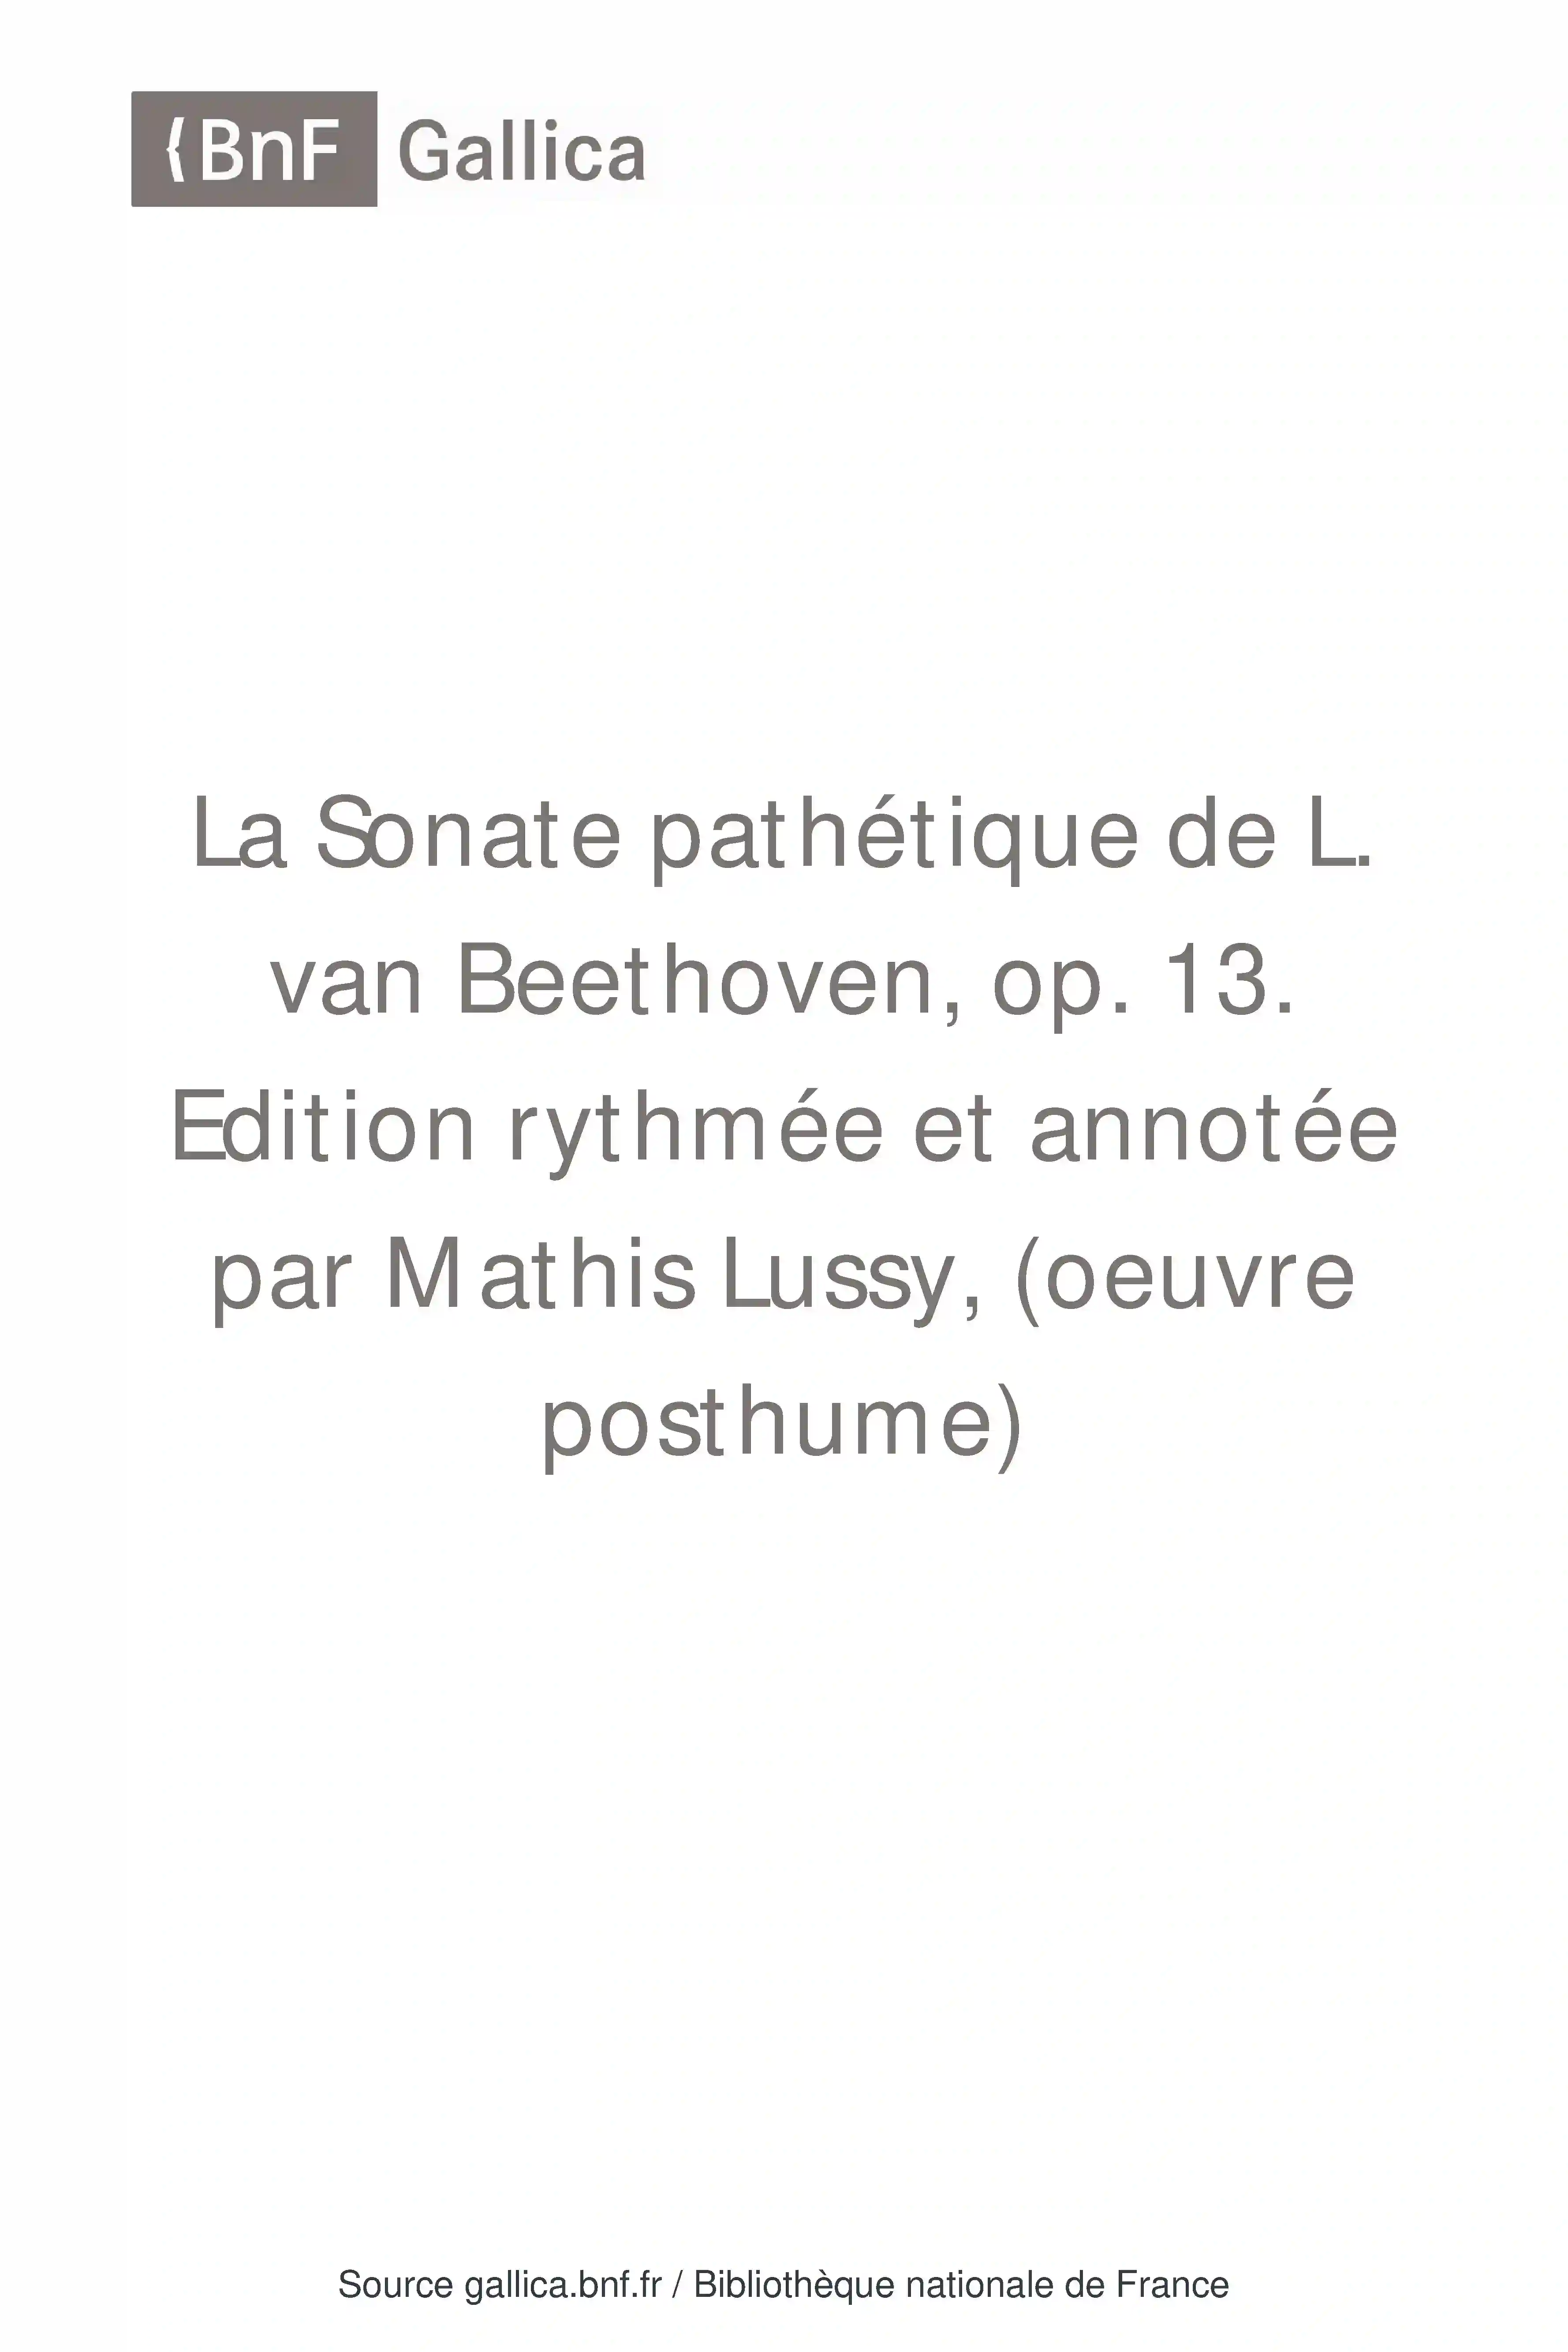 {BnF Gallica
La Sonate pathétique de L.
van Beethoven, op. 13.
Edition rythmée et annotée
par Mathis Lussy, (oeuvre
posthume)
Source gallica.bnf.fr / Bibliothèque nationale de France